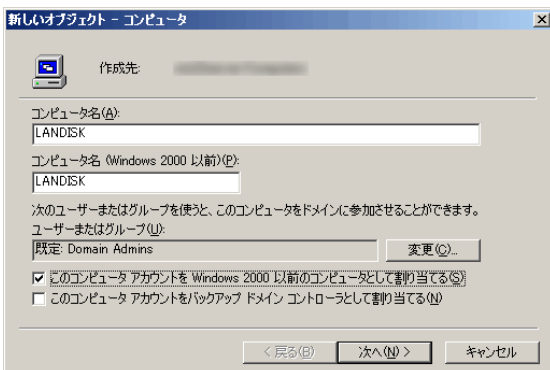 新しいオブジェクト - コンピュータ
作成先:
コンピュータ名(A):
LANDISK
コンピュータ名 (Windows 2000 以前)(P):
LANDISK
次のユーザーまたはグループを使うと、このコンピュータをドメインに参加させることができます。
ユーザーまたはグループ(U):
既定: Domain Admins
変更(C)...
このコンピュータ アカウントを Windows 2000 以前のコンピュータとして割り当てる(S)
このコンピュータ アカウントをバックアップ ドメイン コントローラとして割り当てる(N)
< 戻る(B)
次へ(N) >
キャンセル